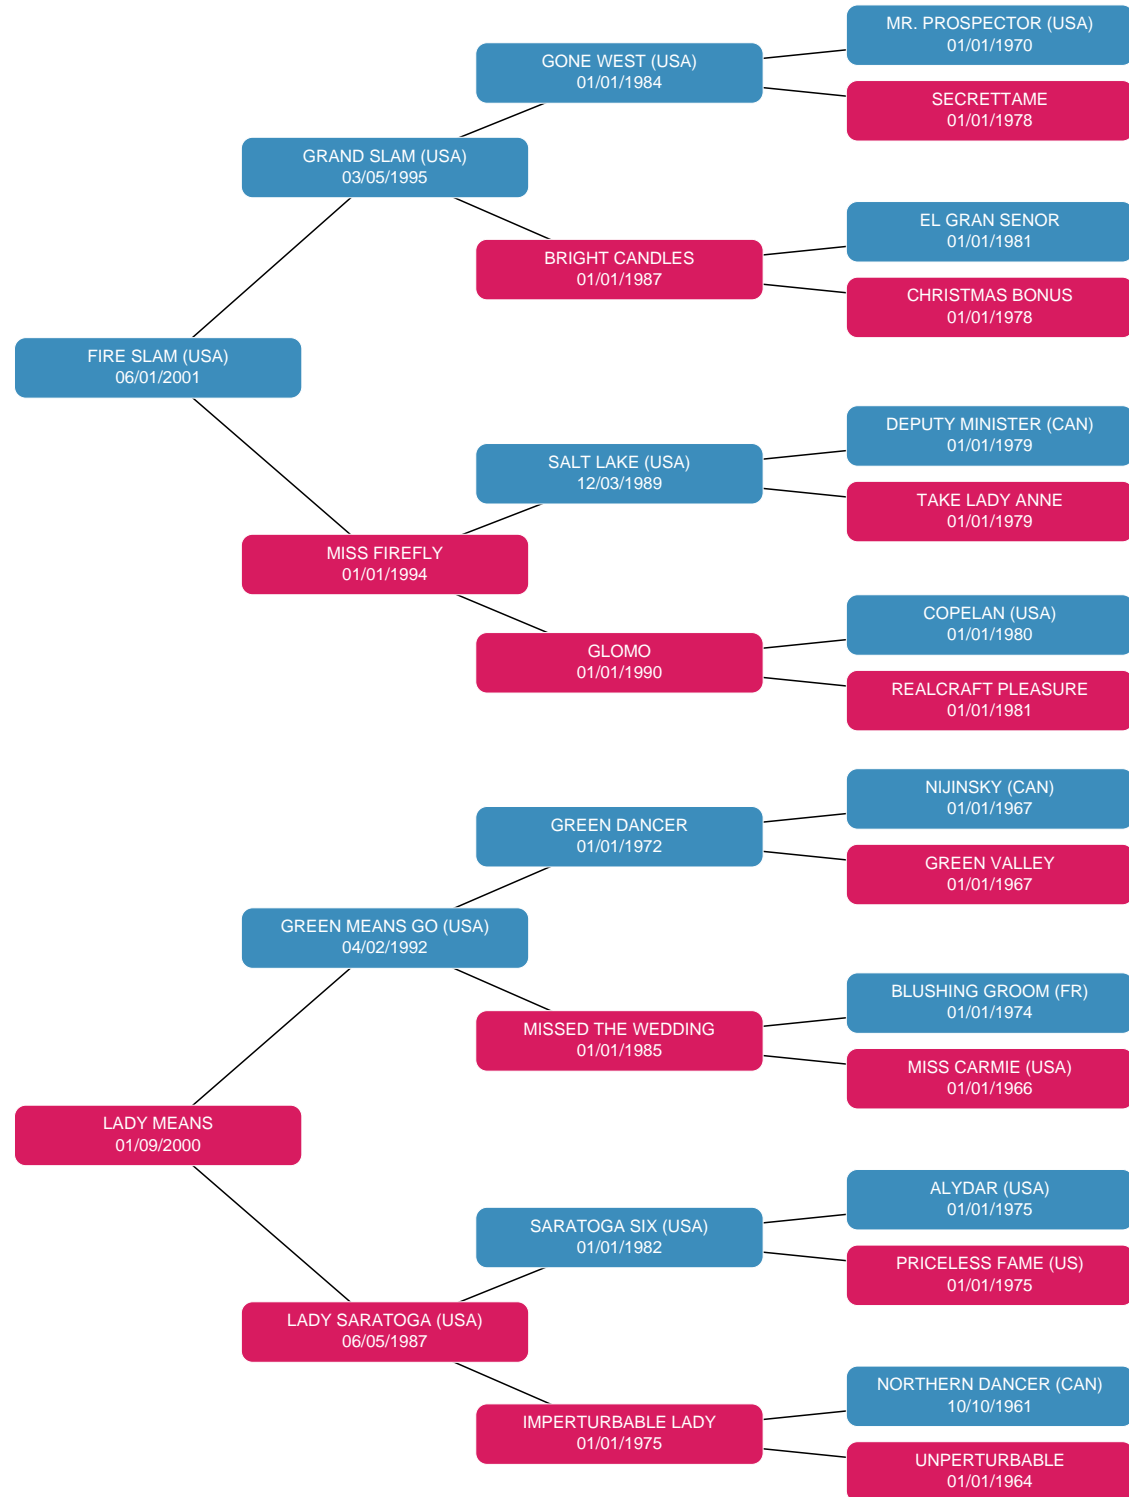 MR. PROSPECTOR (USA)
01/01/1970
GONE WEST (USA)
01/01/1984
SECRETTAME
01/01/1978
GRAND SLAM (USA)
03/05/1995
EL GRAN SENOR
01/01/1981
BRIGHT CANDLES
01/01/1987
CHRISTMAS BONUS
01/01/1978
FIRE SLAM (USA)
06/01/2001
DEPUTY MINISTER (CAN)
01/01/1979
SALT LAKE (USA)
12/03/1989
TAKE LADY ANNE
01/01/1979
MISS FIREFLY
01/01/1994
COPELAN (USA)
01/01/1980
GLOMO
01/01/1990
REALCRAFT PLEASURE
01/01/1981
NIJINSKY (CAN)
01/01/1967
GREEN DANCER
01/01/1972
GREEN VALLEY
01/01/1967
GREEN MEANS GO (USA)
04/02/1992
BLUSHING GROOM (FR)
01/01/1974
MISSED THE WEDDING
01/01/1985
MISS CARMIE (USA)
01/01/1966
LADY MEANS
01/09/2000
ALYDAR (USA)
01/01/1975
SARATOGA SIX (USA)
01/01/1982
PRICELESS FAME (US)
01/01/1975
LADY SARATOGA (USA)
06/05/1987
NORTHERN DANCER (CAN)
10/10/1961
IMPERTURBABLE LADY
01/01/1975
UNPERTURBABLE
01/01/1964